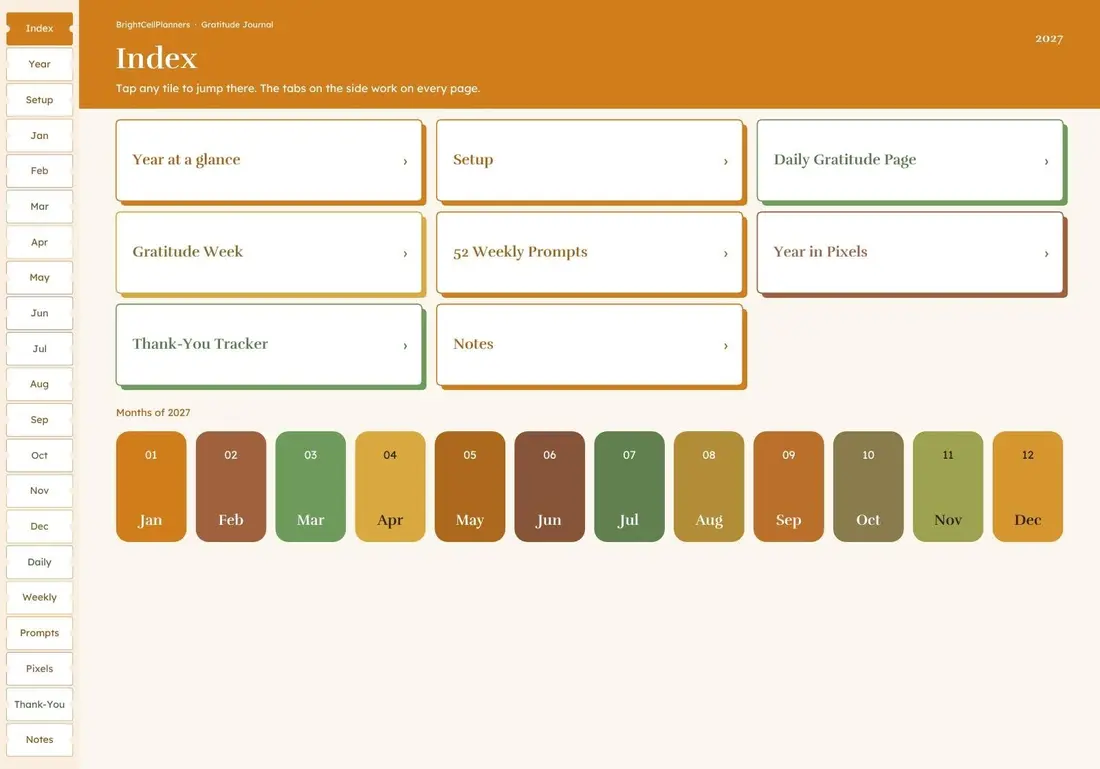 Index
Year
Setup
Jan
Feb
Mar
Apr
May
Jun
Jul
Aug
Sep
Oct
Nov
Dec
Daily
Weekly
Prompts
Pixels
Thank-You
Notes
BrightCellPlanners · Gratitude Journal
2027
Index
Tap any tile to jump there. The tabs on the side work on every page.
Year at a glance ›
Setup ›
Daily Gratitude Page ›
Gratitude Week ›
52 Weekly Prompts ›
Year in Pixels ›
Thank-You Tracker ›
Notes ›
Months of 2027
01 02 03 04 05 06 07 08 09 10 11 12
Jan Feb Mar Apr May Jun Jul Aug Sep Oct Nov Dec